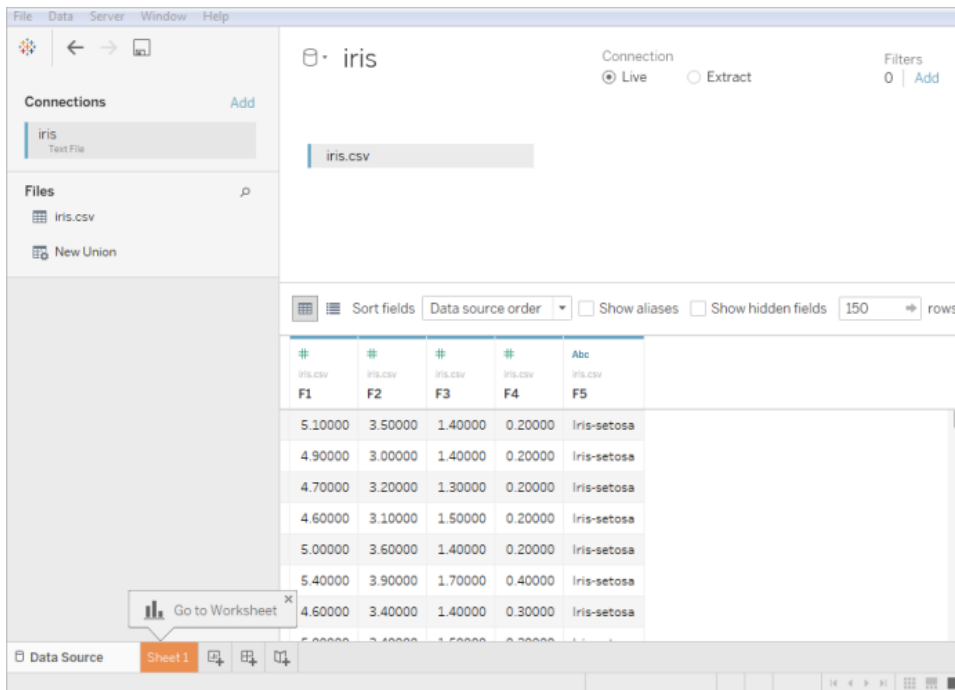 File Data Server Window Help
iris
Connection
Live Extract
Filters
0 Add
Connections Add
iris
Text File
iris.csv
Files
iris.csv
New Union
Sort fields Data source order Show aliases Show hidden fields 150 rows
# # # # Abc
iris.csv iris.csv iris.csv iris.csv iris.csv
F1 F2 F3 F4 F5
5.10000 3.50000 1.40000 0.20000 Iris-setosa
4.90000 3.00000 1.40000 0.20000 Iris-setosa
4.70000 3.20000 1.30000 0.20000 Iris-setosa
4.60000 3.10000 1.50000 0.20000 Iris-setosa
5.00000 3.60000 1.40000 0.20000 Iris-setosa
5.40000 3.90000 1.70000 0.40000 Iris-setosa
4.60000 3.40000 1.40000 0.30000 Iris-setosa
Go to Worksheet
Data Source Sheet 1